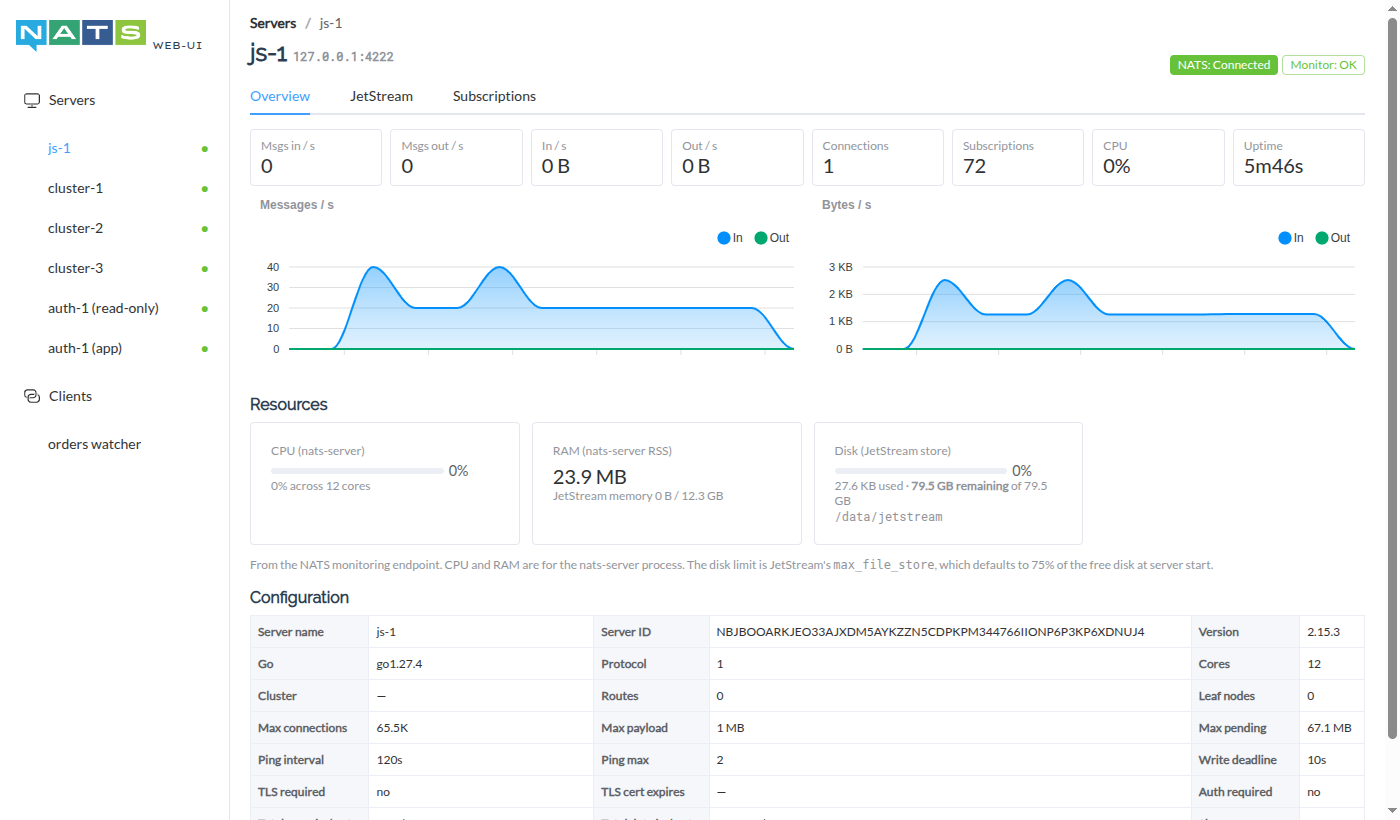 NATS WEB-UI
Servers
js-1
cluster-1
cluster-2
cluster-3
auth-1 (read-only)
auth-1 (app)
Clients
orders watcher
Servers / js-1
js-1 127.0.0.1:4222
NATS: Connected Monitor: OK
Overview JetStream Subscriptions
Msgs in / s Msgs out / s In / s Out / s Connections Subscriptions CPU Uptime
0 0 0 B 0 B 1 72 0% 5m46s
Messages / s
In Out
40
30
20
10
0
Bytes / s
In Out
3 KB
2 KB
1 KB
0 B
Resources
CPU (nats-server)
0%
0% across 12 cores
RAM (nats-server RSS)
23.9 MB
JetStream memory 0 B / 12.3 GB
Disk (JetStream store)
0%
27.6 KB used · 79.5 GB remaining of 79.5
GB
/data/jetstream
From the NATS monitoring endpoint. CPU and RAM are for the nats-server process. The disk limit is JetStream's max_file_store, which defaults to 75% of the free disk at server start.
Configuration
Server name js-1 Server ID NBJBOOARKJEO33AJXDM5AYKZZN5CDPKPM344766IIONP6P3KP6XDNUJ4 Version 2.15.3
Go go1.27.4 Protocol 1 Cores 12
Cluster — Routes 0 Leaf nodes 0
Max connections 65.5K Max payload 1 MB Max pending 67.1 MB
Ping interval 120s Ping max 2 Write deadline 10s
TLS required no TLS cert expires — Auth required no